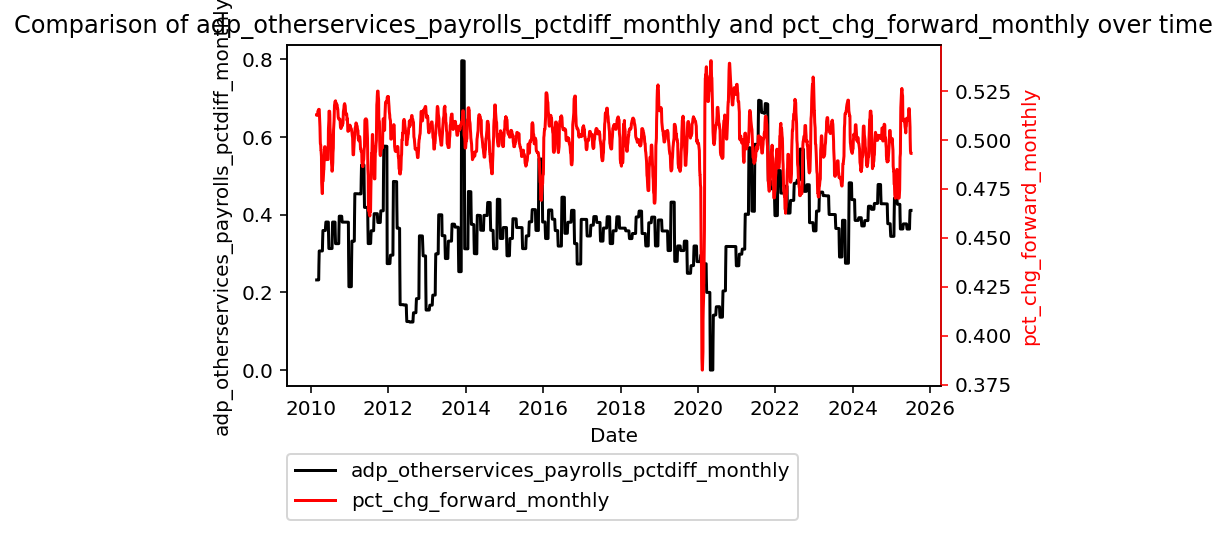 Comparison of adp_otherservices_payrolls_pctdiff_monthly and pct_chg_forward_monthly over time
adp_otherservices_payrolls_pctdiff_monthly
0.8
0.6
0.4
0.2
0.0
0.525
0.500
0.475
0.450
0.425
0.400
0.375
pct_chg_forward_monthly
2010 2012 2014 2016 2018 2020 2022 2024 2026
Date
adp_otherservices_payrolls_pctdiff_monthly
pct_chg_forward_monthly